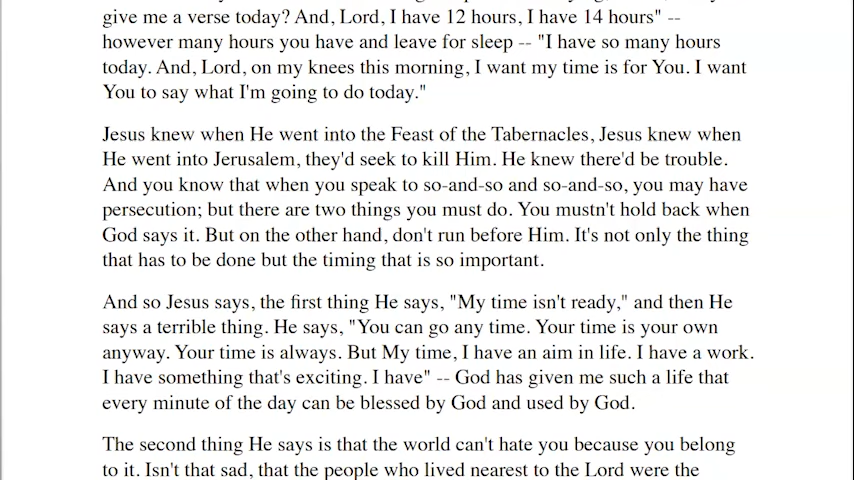 give me a verse today? And, Lord, I have 12 hours, I have 14 hours" --
however many hours you have and leave for sleep -- "I have so many hours
today. And, Lord, on my knees this morning, I want my time is for You. I want
You to say what I'm going to do today."
Jesus knew when He went into the Feast of the Tabernacles, Jesus knew when
He went into Jerusalem, they'd seek to kill Him. He knew there'd be trouble.
And you know that when you speak to so-and-so and so-and-so, you may have
persecution; but there are two things you must do. You mustn't hold back when
God says it. But on the other hand, don't run before Him. It's not only the thing
that has to be done but the timing that is so important.
And so Jesus says, the first thing He says, "My time isn't ready," and then He
says a terrible thing. He says, "You can go any time. Your time is your own
anyway. Your time is always. But My time, I have an aim in life. I have a work.
I have something that's exciting. I have" -- God has given me such a life that
every minute of the day can be blessed by God and used by God.
The second thing He says is that the world can't hate you because you belong
to it. Isn't that sad, that the people who lived nearest to the Lord were the